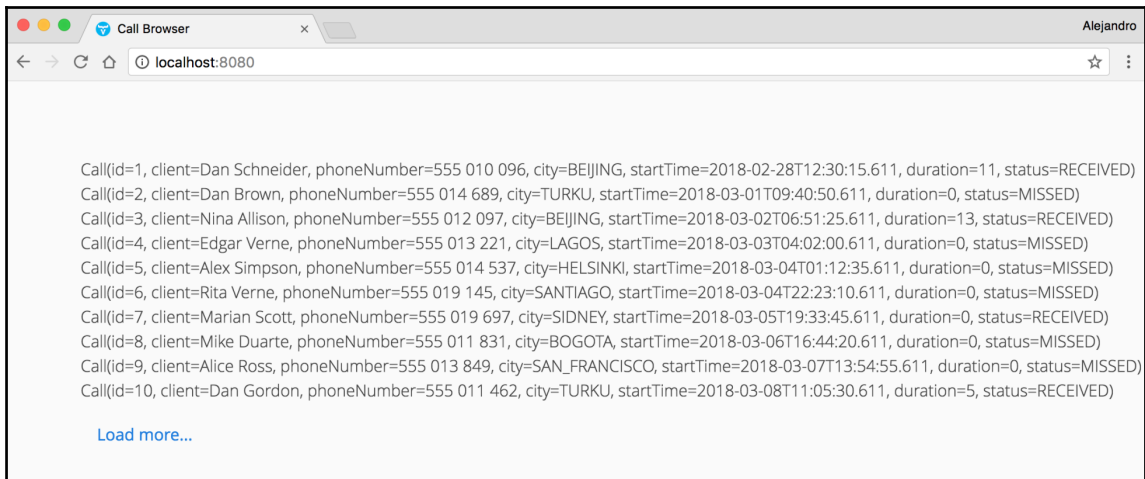 Call Browser
Alejandro
localhost:8080
Call(id=1, client=Dan Schneider, phoneNumber=555 010 096, city=BEIJING, startTime=2018-02-28T12:30:15.611, duration=11, status=RECEIVED)
Call(id=2, client=Dan Brown, phoneNumber=555 014 689, city=TURKU, startTime=2018-03-01T09:40:50.611, duration=0, status=MISSED)
Call(id=3, client=Nina Allison, phoneNumber=555 012 097, city=BEIJING, startTime=2018-03-02T06:51:25.611, duration=13, status=RECEIVED)
Call(id=4, client=Edgar Verne, phoneNumber=555 013 221, city=LAGOS, startTime=2018-03-03T04:02:00.611, duration=0, status=MISSED)
Call(id=5, client=Alex Simpson, phoneNumber=555 014 537, city=HELSINKI, startTime=2018-03-04T01:12:35.611, duration=0, status=MISSED)
Call(id=6, client=Rita Verne, phoneNumber=555 019 145, city=SANTIAGO, startTime=2018-03-04T22:23:10.611, duration=0, status=MISSED)
Call(id=7, client=Marian Scott, phoneNumber=555 019 697, city=SIDNEY, startTime=2018-03-05T19:33:45.611, duration=0, status=RECEIVED)
Call(id=8, client=Mike Duarte, phoneNumber=555 011 831, city=BOGOTA, startTime=2018-03-06T16:44:20.611, duration=0, status=MISSED)
Call(id=9, client=Alice Ross, phoneNumber=555 013 849, city=SAN_FRANCISCO, startTime=2018-03-07T13:54:55.611, duration=0, status=MISSED)
Call(id=10, client=Dan Gordon, phoneNumber=555 011 462, city=TURKU, startTime=2018-03-08T11:05:30.611, duration=5, status=RECEIVED)
Load more...